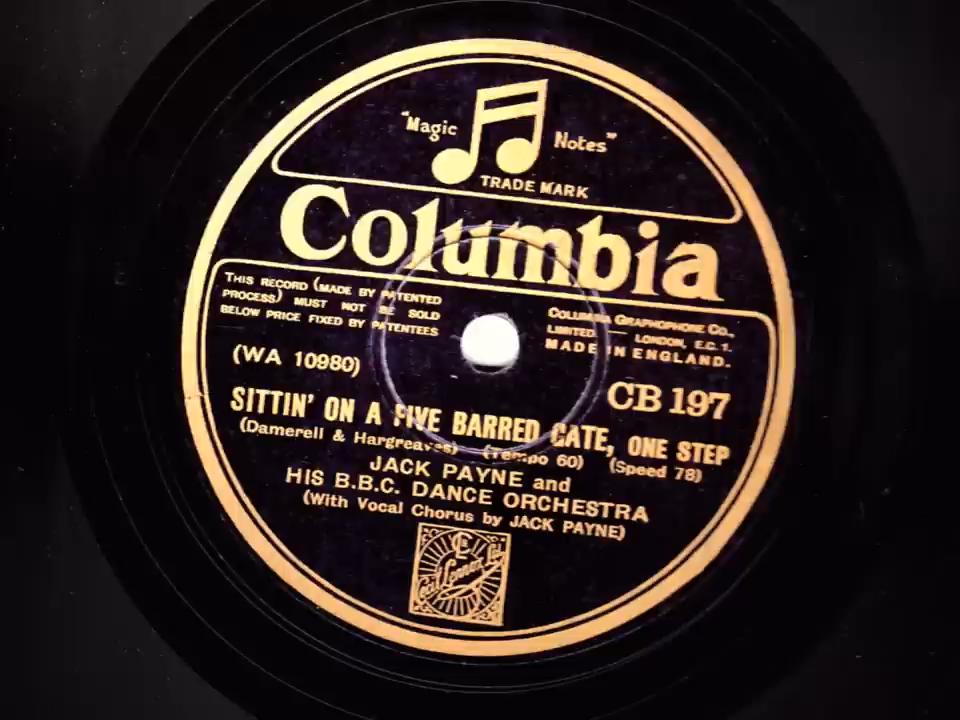 "Magic Notes"
TRADE MARK
Columbia
THIS RECORD (MADE BY PATENTED
PROCESS) MUST NOT BE SOLD
BELOW PRICE FIXED BY PATENTEES
COLUMBIA GRAPHOPHONE CO.,
LIMITED. LONDON, E.C.1.
MADE IN ENGLAND.
(WA 10980)
CB 197
SITTIN' ON A FIVE BARRED GATE, ONE STEP
(Damerell & Hargreaves) (Tempo 60) (Speed 78)
JACK PAYNE and
HIS B.B.C. DANCE ORCHESTRA
(With Vocal Chorus by JACK PAYNE)
Cecil Lennox Ltd